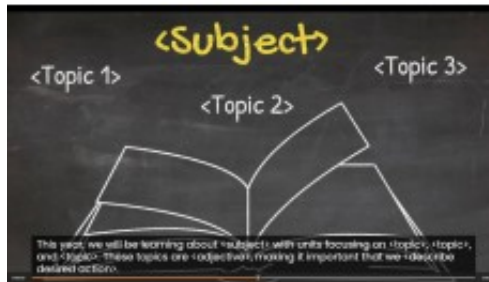 <Subject>
<Topic 1>
<Topic 3>
<Topic 2>
This year, we will be learning about <subject> with units focusing on <topic>, <topic>,
and <topic>. These topics are <adjective>, making it important that we <describe
desired action>.